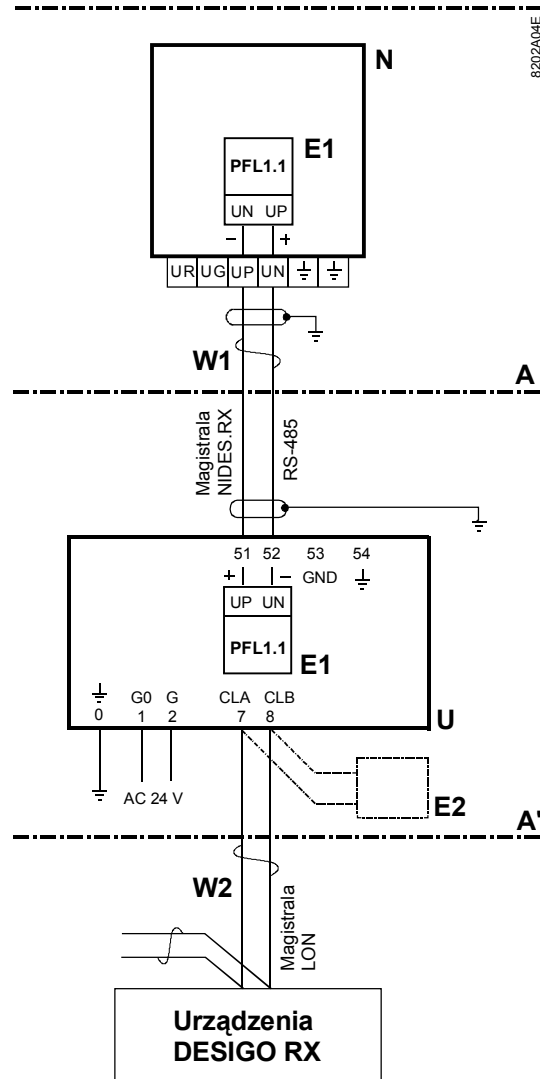 8202A04E
N
E1
PFL1.1
UN UP
– +
UR UG UP UN
W1
A
Magistrala
NIDES.RX
RS-485
51 52 53 54
+ – GND
UP UN
PFL1.1
E1
G0 G CLA CLB
0 1 2 7 8
U
AC 24 V
E2
A'
W2
Magistrala
LON
Urządzenia
DESIGO RX